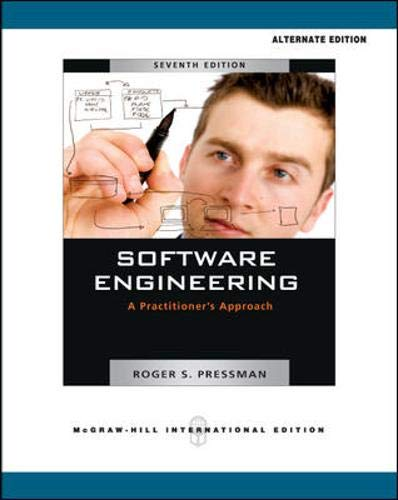 ALTERNATE EDITION
SEVENTH EDITION
SOFTWARE
ENGINEERING
A Practitioner's Approach
ROGER S. PRESSMAN
McGRAW-HILL INTERNATIONAL EDITION